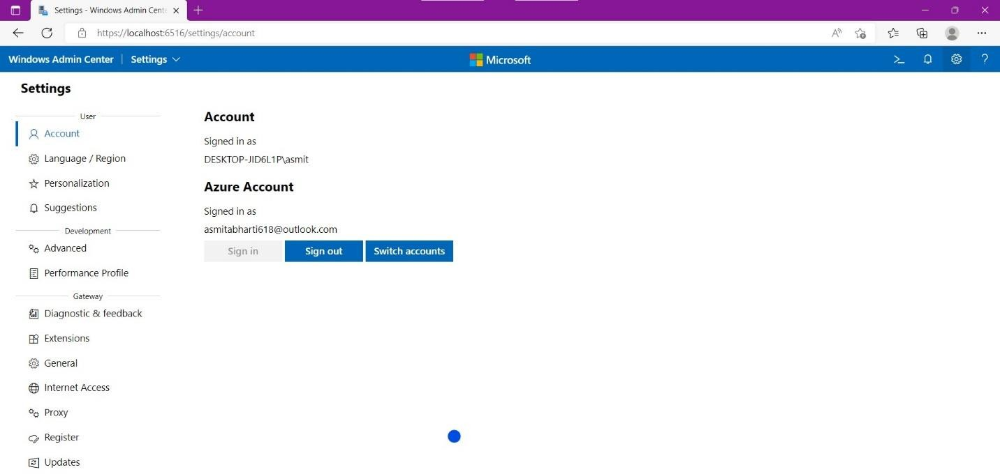 Settings - Windows Admin Cente
https://localhost:6516/settings/account
Windows Admin Center | Settings
Microsoft
Settings
User
Account
Language / Region
Personalization
Suggestions
Development
Advanced
Performance Profile
Gateway
Diagnostic & feedback
Extensions
General
Internet Access
Proxy
Register
Updates
Account
Signed in as
DESKTOP-JID6L1P\asmit
Azure Account
Signed in as
asmitabharti618@outlook.com
Sign in Sign out Switch accounts